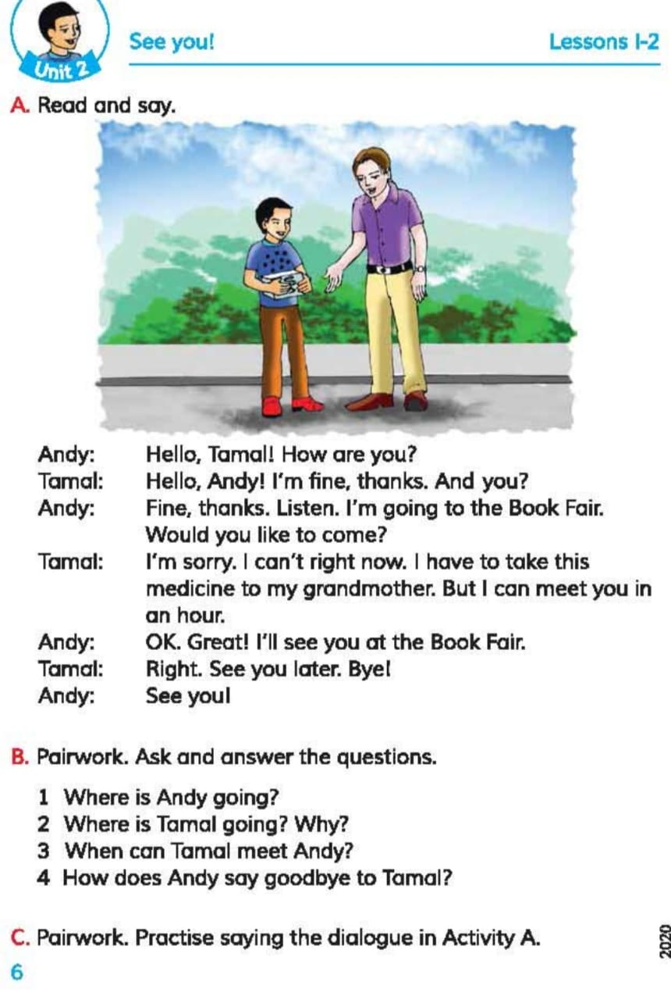 Unit 2
See you!
Lessons 1-2
A. Read and say.
Andy: Hello, Tamal! How are you?
Tamal: Hello, Andy! I'm fine, thanks. And you?
Andy: Fine, thanks. Listen. I'm going to the Book Fair.
Would you like to come?
Tamal: I'm sorry. I can't right now. I have to take this
medicine to my grandmother. But I can meet you in
an hour.
Andy: OK. Great! I'll see you at the Book Fair.
Tamal: Right. See you later. Bye!
Andy: See you!
B. Pairwork. Ask and answer the questions.
1 Where is Andy going?
2 Where is Tamal going? Why?
3 When can Tamal meet Andy?
4 How does Andy say goodbye to Tamal?
C. Pairwork. Practise saying the dialogue in Activity A.
6
2020